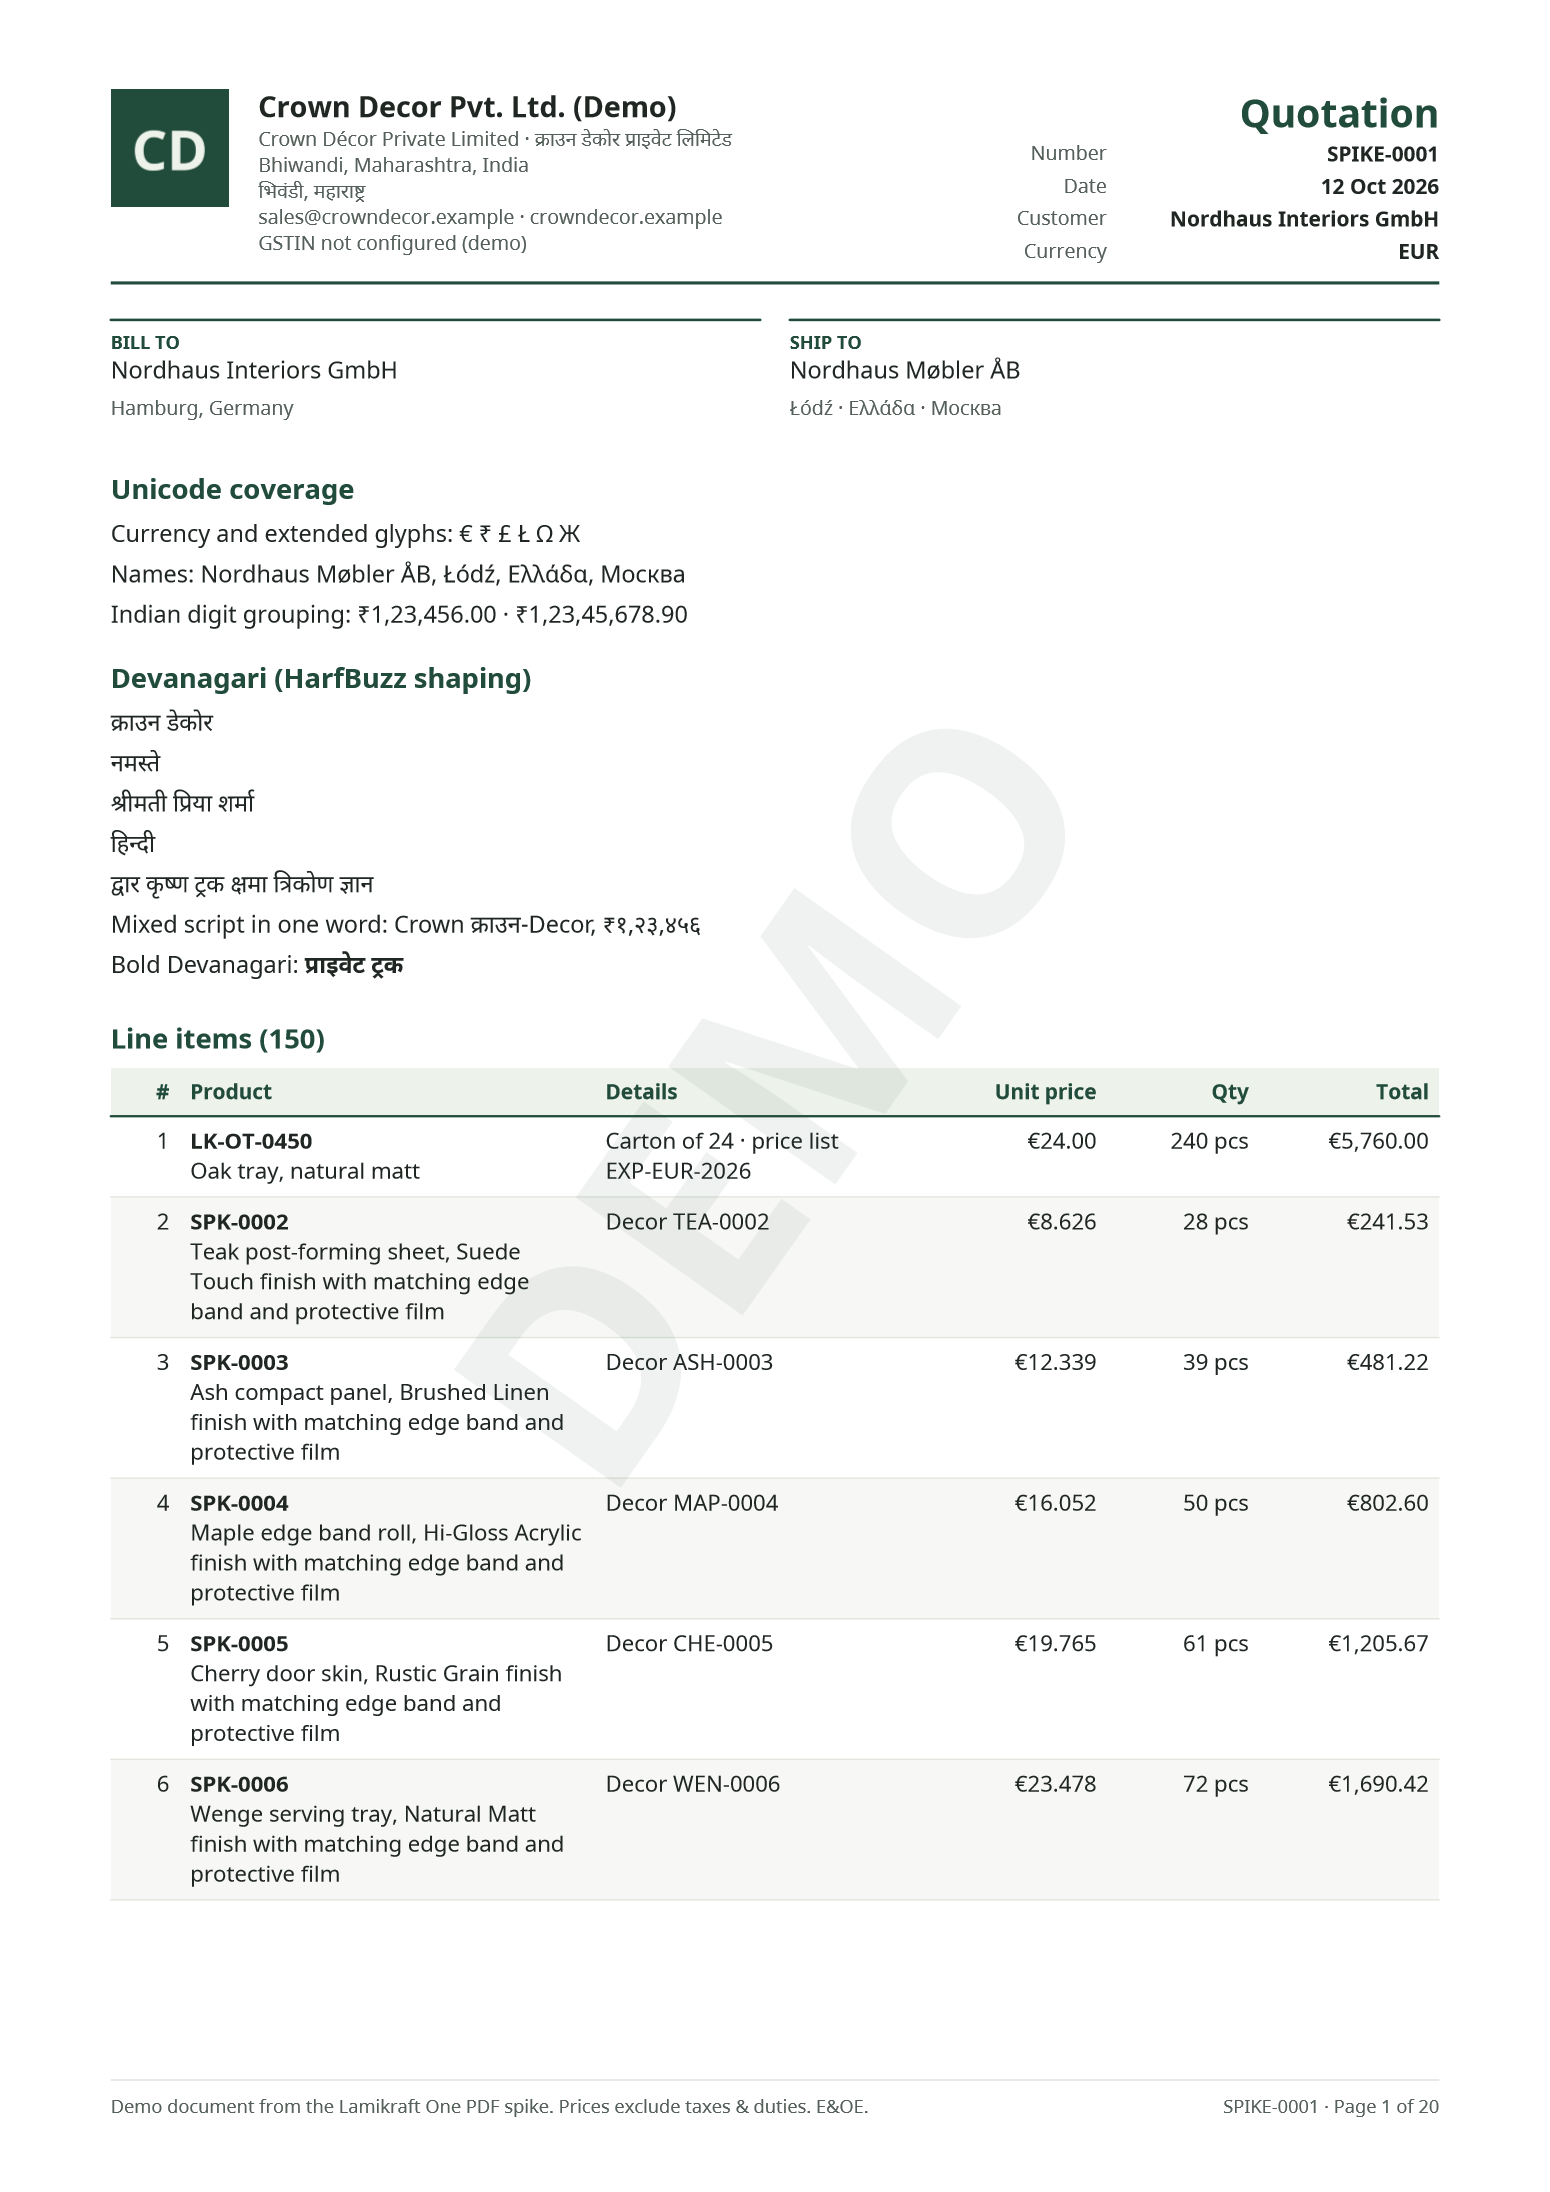 CD
Crown Decor Pvt. Ltd. (Demo)
Crown Décor Private Limited · क्राउन डेकोर प्राइवेट लिमिटेड
Bhiwandi, Maharashtra, India
भिवंडी, महाराष्ट्र
sales@crowndecor.example · crowndecor.example
GSTIN not configured (demo)
Quotation
Number SPIKE-0001
Date 12 Oct 2026
Customer Nordhaus Interiors GmbH
Currency EUR
BILL TO
Nordhaus Interiors GmbH
Hamburg, Germany
SHIP TO
Nordhaus Møbler ÅB
Łódź · Ελλάδα · Москва
Unicode coverage
Currency and extended glyphs: € ₹ £ Ł Ω Ж
Names: Nordhaus Møbler ÅB, Łódź, Ελλάδα, Москва
Indian digit grouping: ₹1,23,456.00 · ₹1,23,45,678.90
Devanagari (HarfBuzz shaping)
क्राउन डेकोर
नमस्ते
श्रीमती प्रिया शर्मा
हिन्दी
द्वार कृष्ण ट्रक क्षमा त्रिकोण ज्ञान
Mixed script in one word: Crown क्राउन-Decor, ₹१,२३,४५६
Bold Devanagari: प्राइवेट ट्रक
DEMO
Line items (150)
# Product Details Unit price Qty Total
1 LK-OT-0450 Carton of 24 · price list €24.00 240 pcs €5,760.00
Oak tray, natural matt EXP-EUR-2026
2 SPK-0002 Decor TEA-0002 €8.626 28 pcs €241.53
Teak post-forming sheet, Suede
Touch finish with matching edge
band and protective film
3 SPK-0003 Decor ASH-0003 €12.339 39 pcs €481.22
Ash compact panel, Brushed Linen
finish with matching edge band and
protective film
4 SPK-0004 Decor MAP-0004 €16.052 50 pcs €802.60
Maple edge band roll, Hi-Gloss Acrylic
finish with matching edge band and
protective film
5 SPK-0005 Decor CHE-0005 €19.765 61 pcs €1,205.67
Cherry door skin, Rustic Grain finish
with matching edge band and
protective film
6 SPK-0006 Decor WEN-0006 €23.478 72 pcs €1,690.42
Wenge serving tray, Natural Matt
finish with matching edge band and
protective film
Demo document from the Lamikraft One PDF spike. Prices exclude taxes & duties. E&OE.
SPIKE-0001 · Page 1 of 20